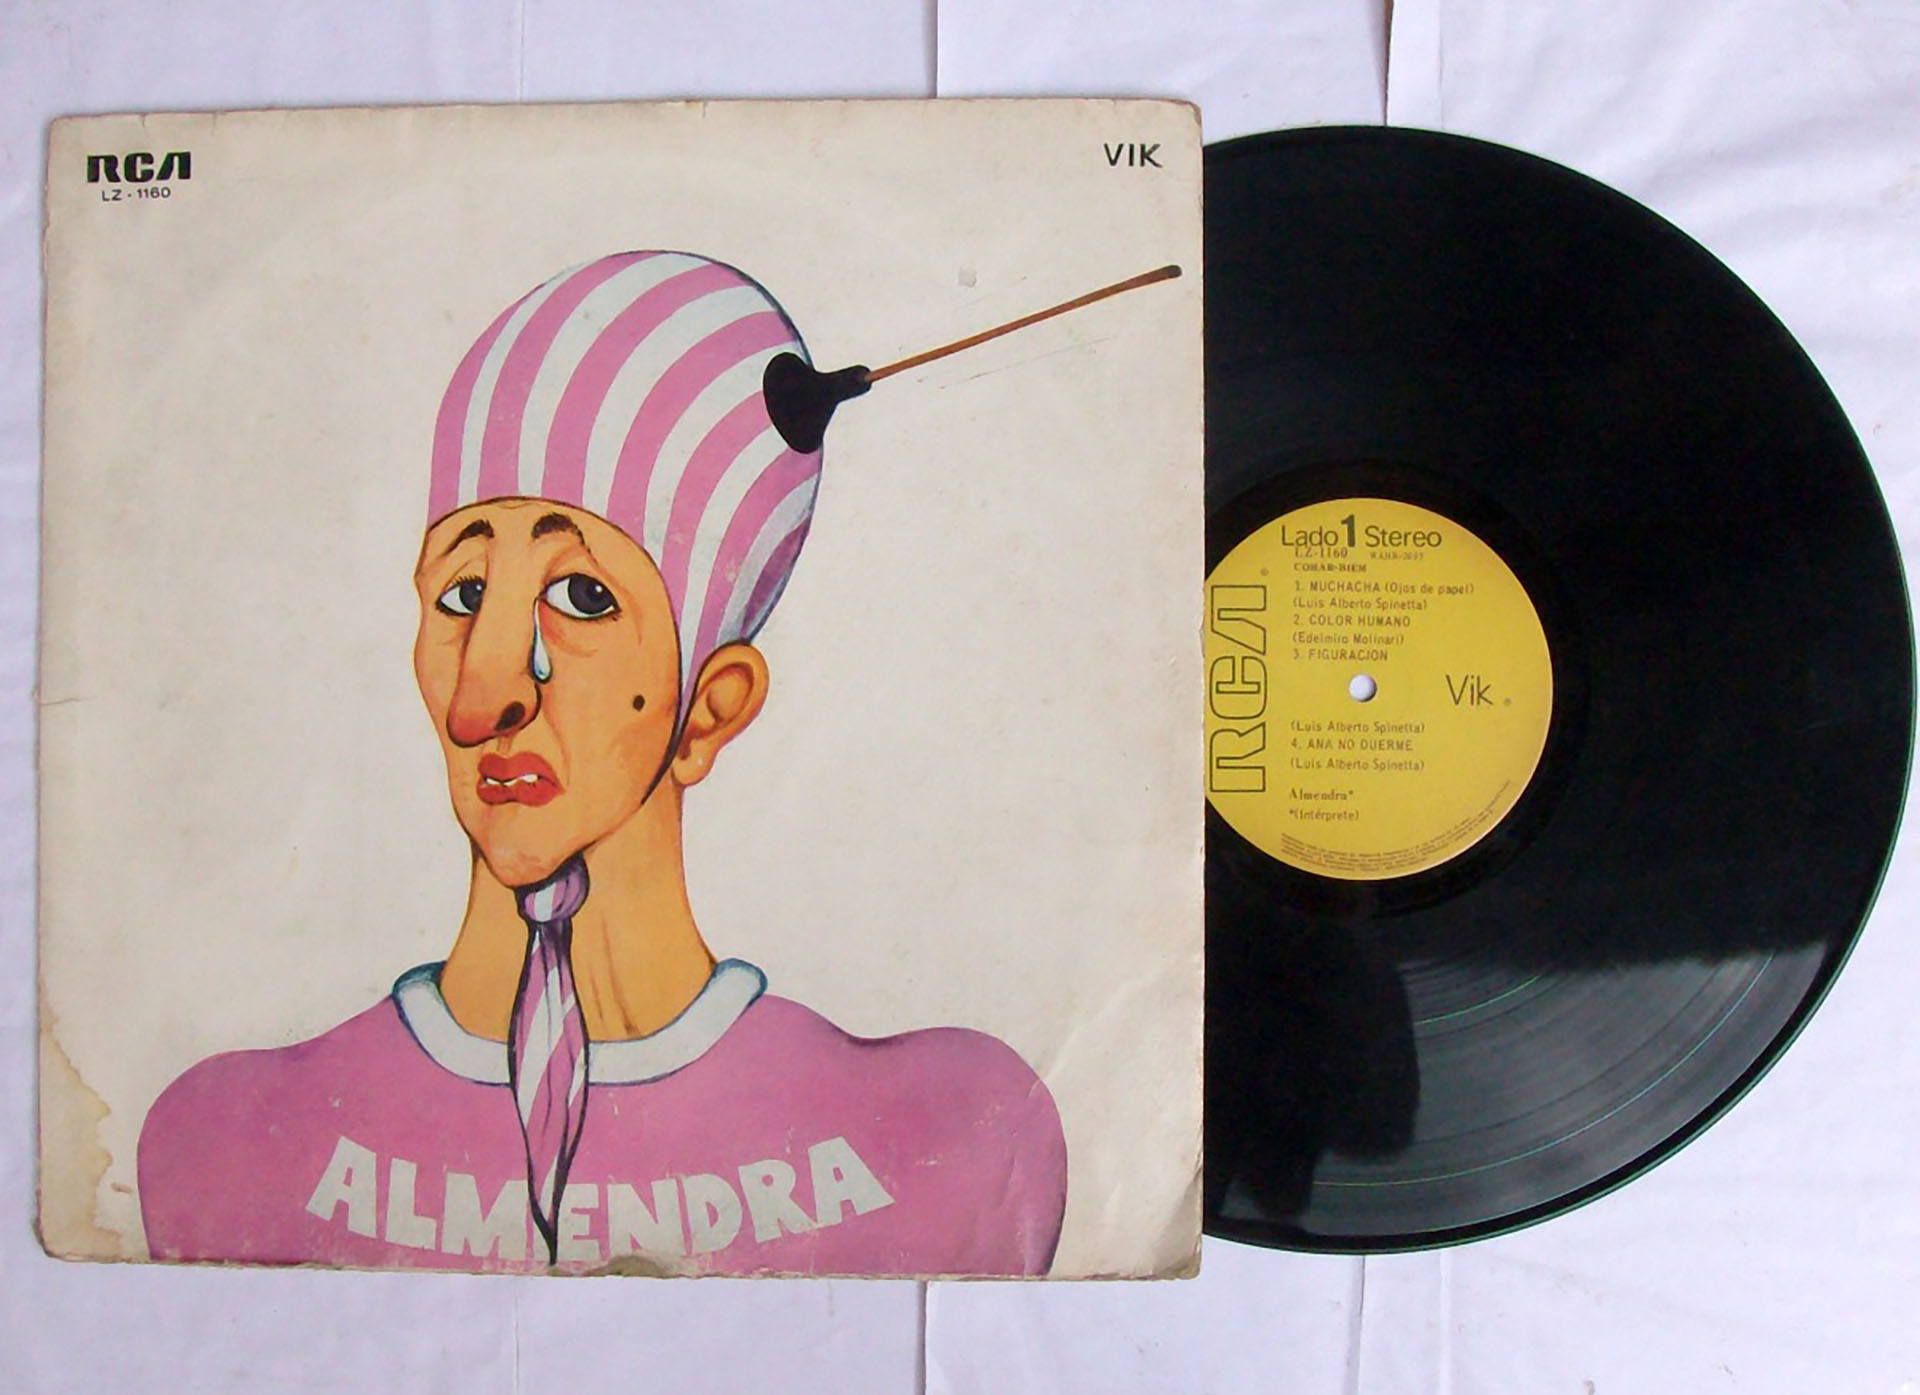 RCA
LZ - 1160
VIK
ALMENDRA
Lado 1 Stereo
LZ-1160
COMAR-BIEM
1. MUCHACHA (Ojos de papel)
(Luis Alberto Spinetta)
2. COLOR HUMANO
(Edelmiro Molinari)
3. FIGURACION
RCA
Vik
(Luis Alberto Spinetta)
4. ANA NO DUERME
(Luis Alberto Spinetta)
Almendra*
*(Intérprete)